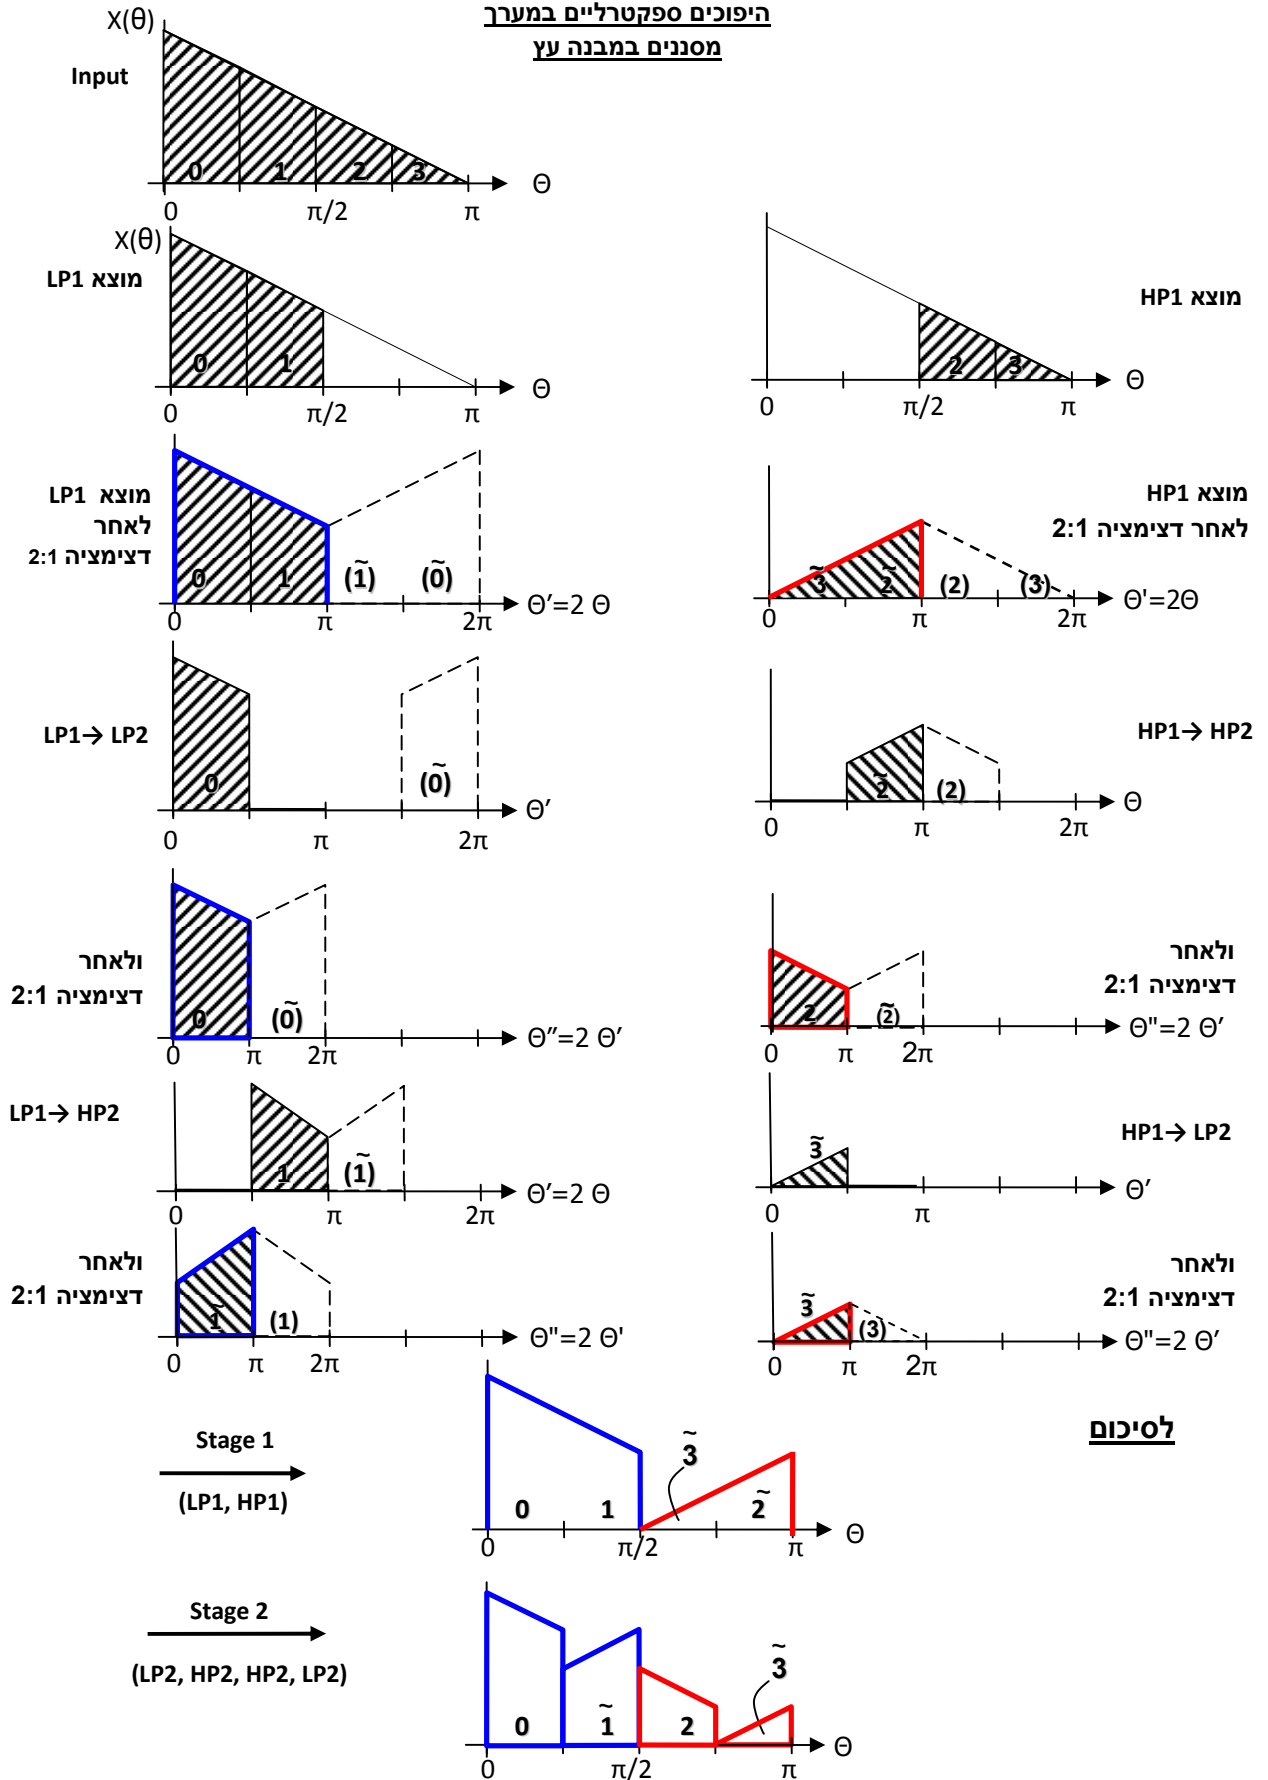 היפוכים ספקטרליים במערך
מסננים במבנה עץ
X(θ)
Input
0 1 2 3
Θ
0 π/2 π
X(θ)
מוצא LP1
0 1
Θ
0 π/2 π
מוצא HP1
2 3
Θ
0 π/2 π
מוצא LP1
לאחר
דצימציה 2:1
0 1 (1̃) (0̃)
Θ′=2 Θ
0 π 2π
מוצא HP1
לאחר דצימציה 2:1
3̃ 2̃ (2) (3)
Θ'=2Θ
0 π 2π
LP1→ LP2
0 (0̃)
Θ′
0 π 2π
HP1→ HP2
2̃ (2)
Θ
0 π 2π
ולאחר
דצימציה 2:1
0 (0̃)
Θ″=2 Θ′
0 π 2π
ולאחר
דצימציה 2:1
2 (2̃)
Θ"=2 Θ′
0 π 2π
LP1→ HP2
1 (1̃)
Θ′=2 Θ
0 π 2π
HP1→ LP2
3̃
Θ′
0 π
ולאחר
דצימציה 2:1
1̃ (1)
Θ"=2 Θ'
0 π 2π
ולאחר
דצימציה 2:1
3̃ (3)
Θ"=2 Θ′
0 π 2π
לסיכום
Stage 1
(LP1, HP1)
0 1 3̃ 2̃
Θ
0 π/2 π
Stage 2
(LP2, HP2, HP2, LP2)
0 1̃ 2 3̃
Θ
0 π/2 π